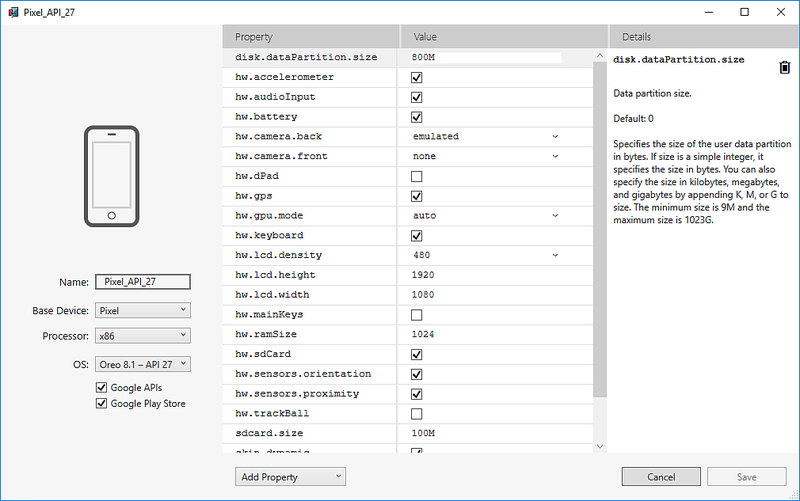 Pixel_API_27
Property Value Details
disk.dataPartition.size 800M
hw.accelerometer
hw.audioInput
hw.battery
hw.camera.back emulated
hw.camera.front none
hw.dPad
hw.gps
hw.gpu.mode auto
hw.keyboard
hw.lcd.density 480
hw.lcd.height 1920
hw.lcd.width 1080
hw.mainKeys
hw.ramSize 1024
hw.sdCard
hw.sensors.orientation
hw.sensors.proximity
hw.trackBall
sdcard.size 100M
skin.dynamic
disk.dataPartition.size
Data partition size.
Default: 0
Specifies the size of the user data partition
in bytes. If size is a simple integer, it
specifies the size in bytes. You can also
specify the size in kilobytes, megabytes,
and gigabytes by appending K, M, or G to
size. The minimum size is 9M and the
maximum size is 1023G.
Name: Pixel_API_27
Base Device: Pixel
Processor: x86
OS: Oreo 8.1 – API 27
Google APIs
Google Play Store
Add Property
Cancel
Save